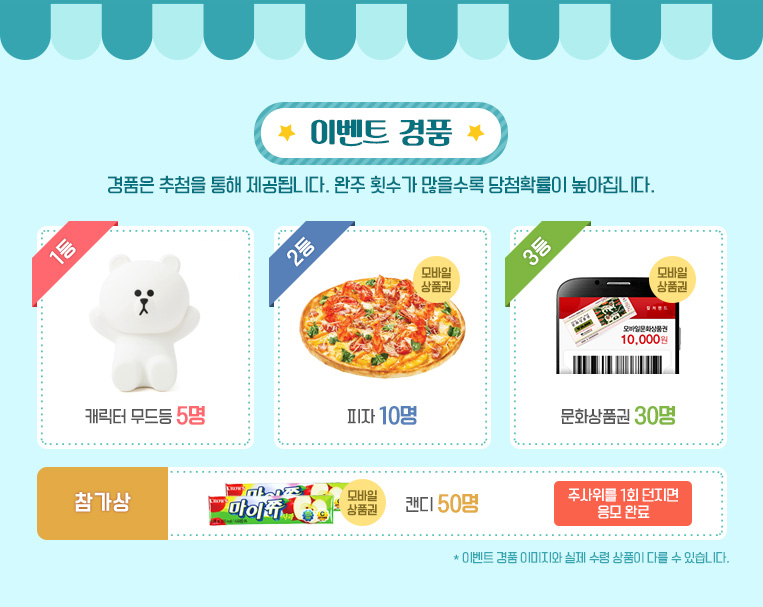 이벤트 경품
경품은 추첨을 통해 제공됩니다. 완주 횟수가 많을수록 당첨확률이 높아집니다.
1등
캐릭터 무드등 5명
2등
모바일
상품권
피자 10명
3등
모바일
상품권
모바일문화상품권
10,000원
문화상품권 30명
참가상
마이쮸
마이쮸
모바일
상품권
캔디 50명
주사위를 1회 던지면
응모 완료
* 이벤트 경품 이미지와 실제 수령 상품이 다를 수 있습니다.